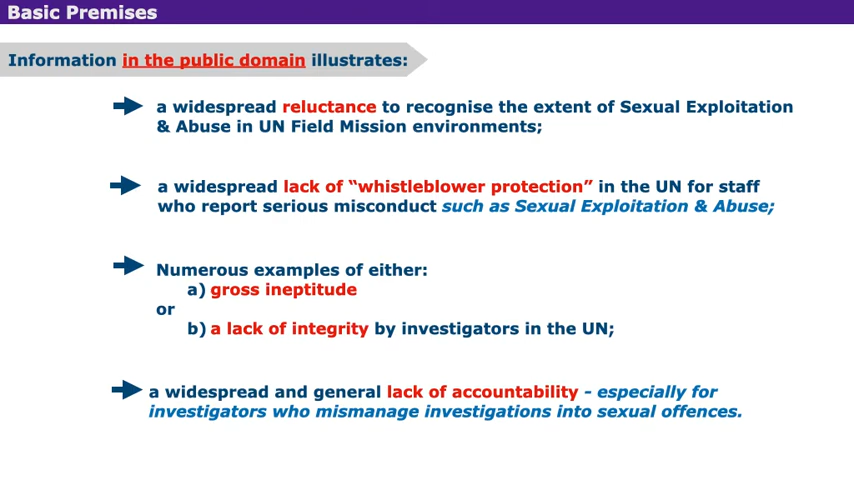 Basic Premises
Information in the public domain illustrates:
a widespread reluctance to recognise the extent of Sexual Exploitation
& Abuse in UN Field Mission environments;
a widespread lack of “whistleblower protection” in the UN for staff
who report serious misconduct such as Sexual Exploitation & Abuse;
Numerous examples of either:
a) gross ineptitude
or
b) a lack of integrity by investigators in the UN;
a widespread and general lack of accountability - especially for
investigators who mismanage investigations into sexual offences.